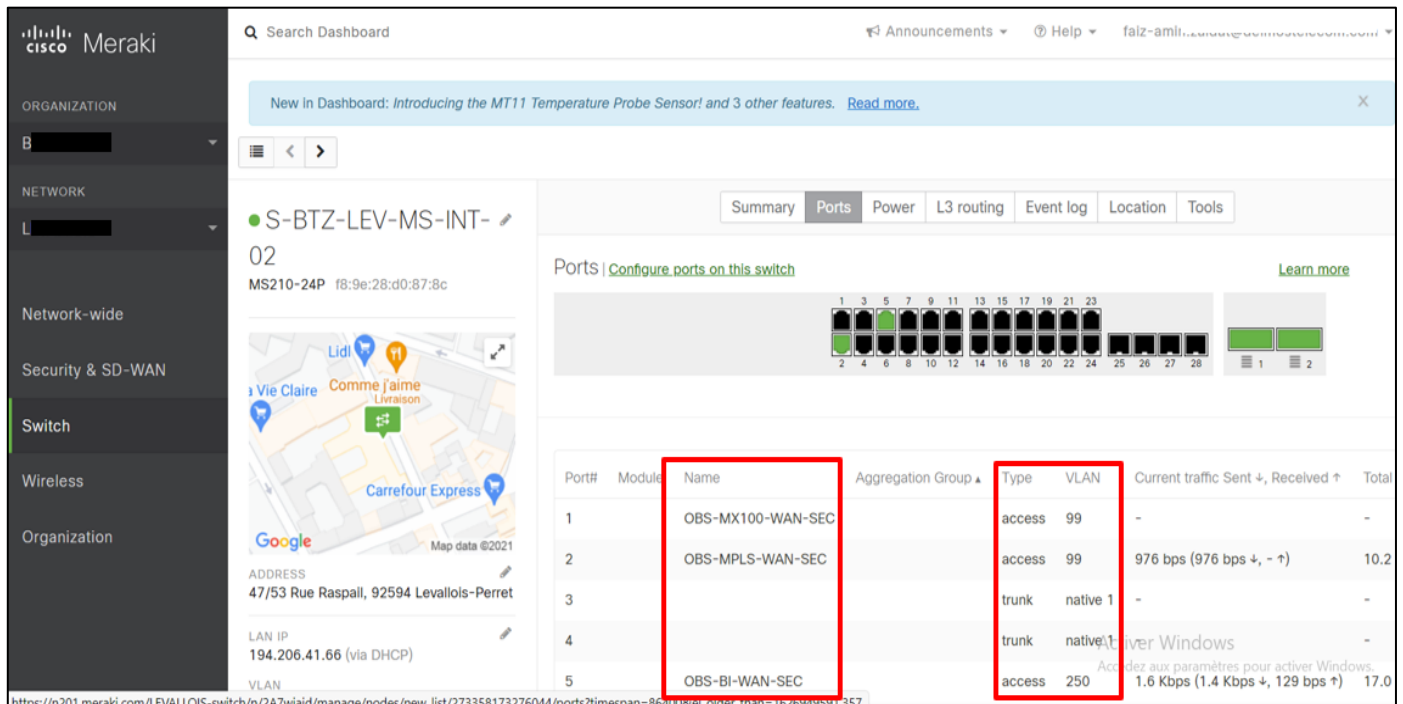 cisco Meraki
Search Dashboard
Announcements
Help
ORGANIZATION
B
NETWORK
L
Network-wide
Security & SD-WAN
Switch
Wireless
Organization
New in Dashboard: Introducing the MT11 Temperature Probe Sensor! and 3 other features. Read more.
X
S-BTZ-LEV-MS-INT-
02
MS210-24P f8:9e:28:d0:87:8c
Lidl
a Vie Claire
Comme j'aime
Livraison
Carrefour Express
Google
Map data ©2021
ADDRESS
47/53 Rue Raspail, 92594 Levallois-Perret
LAN IP
194.206.41.66 (via DHCP)
VLAN
Summary Ports Power L3 routing Event log Location Tools
Ports | Configure ports on this switch
Learn more
1 3 5 7 9 11 13 15 17 19 21 23
2 4 6 8 10 12 14 16 18 20 22 24 25 26 27 28
1 2
Port# Module Name Aggregation Group Type VLAN Current traffic Sent ↓, Received ↑ Total
1 OBS-MX100-WAN-SEC access 99 - -
2 OBS-MPLS-WAN-SEC access 99 976 bps (976 bps ↓, - ↑) 10.2
3 trunk native 1 - -
4 trunk native 1 - -
5 OBS-BI-WAN-SEC access 250 1.6 Kbps (1.4 Kbps ↓, 129 bps ↑) 17.0
Activer Windows
Accédez aux paramètres pour activer Windows.